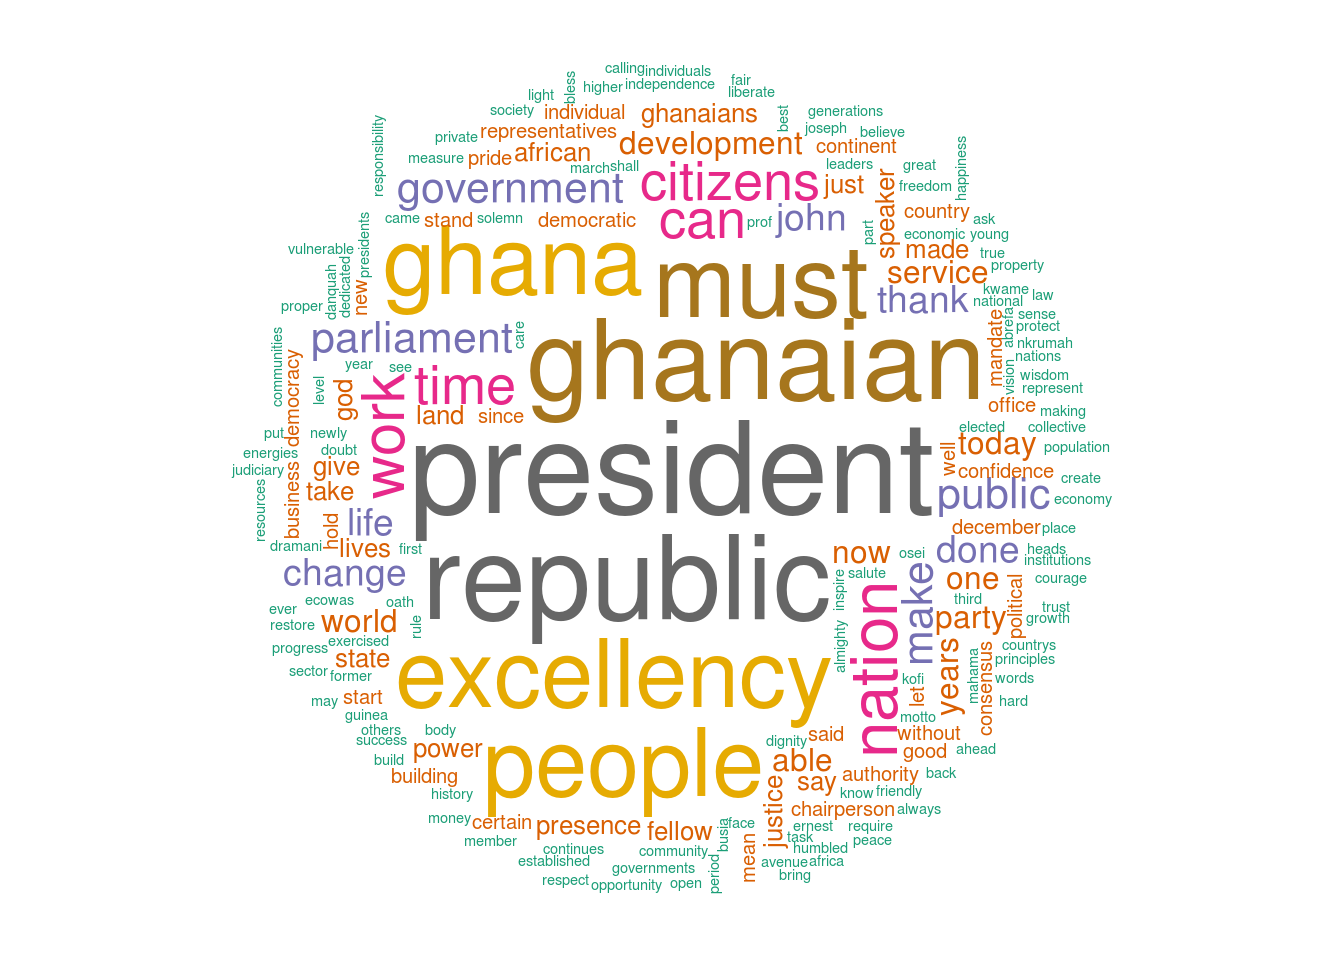 calling
individuals
fair
bless
higher
independence
liberate
light
society
individual
ghanaians
best
generations
responsibility
private
representatives
development
joseph
believe
continent
measure
pride
african
march
shall
leaders
great
happiness
government
citizens
just
speaker
freedom
came
stand
solemn
democratic
can
prof
john
part
country
ask
economic
young
vulnerable
presidents
ghana
must
made
true
danquah
dedicated
service
property
proper
new
thank
kwame
national
law
parliament
care
mandate
abrefa
sense
protect
nkrumah
nations
communities
democracy
year
see
ghanaian
vision
wisdom
represent
level
god
work
time
land
since
office
making
put
newly
elected
collective
energies
doubt
president
well
today
population
judiciary
give
confidence
resources
business
take
public
create
economy
hold
life
december
place
dramani
lives
first
republic
now
osei
done
heads
institutions
change
salute
make
one
courage
ever
ecowas
oath
inspire
nation
third
political
trust
restore
world
rule
party
growth
progress
exercised
almighty
years
consensus
countrys
principles
sector
former
state
excellency
kofi
mahama
words
may
start
let
hard
guinea
motto
others
success
body
people
dignity
said
without
power
good
ahead
build
able
building
say
authority
back
history
justice
know
friendly
money
certain
presence
fellow
busia
face
chairperson
always
ernest
require
member
task
peace
continues
community
mean
humbled
established
governments
period
avenue
africa
respect
opportunity
open
bring